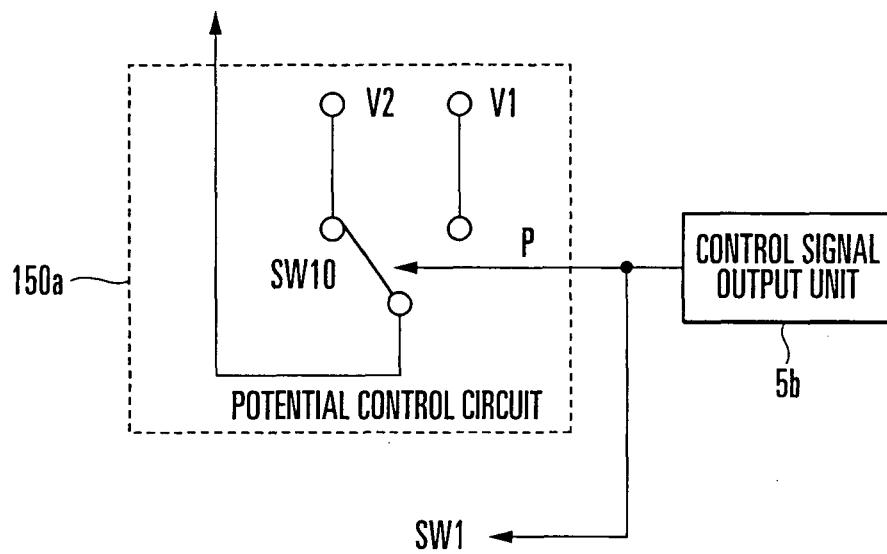 V2
V1
P
CONTROL SIGNAL
OUTPUT UNIT
SW10
150a
5b
POTENTIAL CONTROL CIRCUIT
SW1